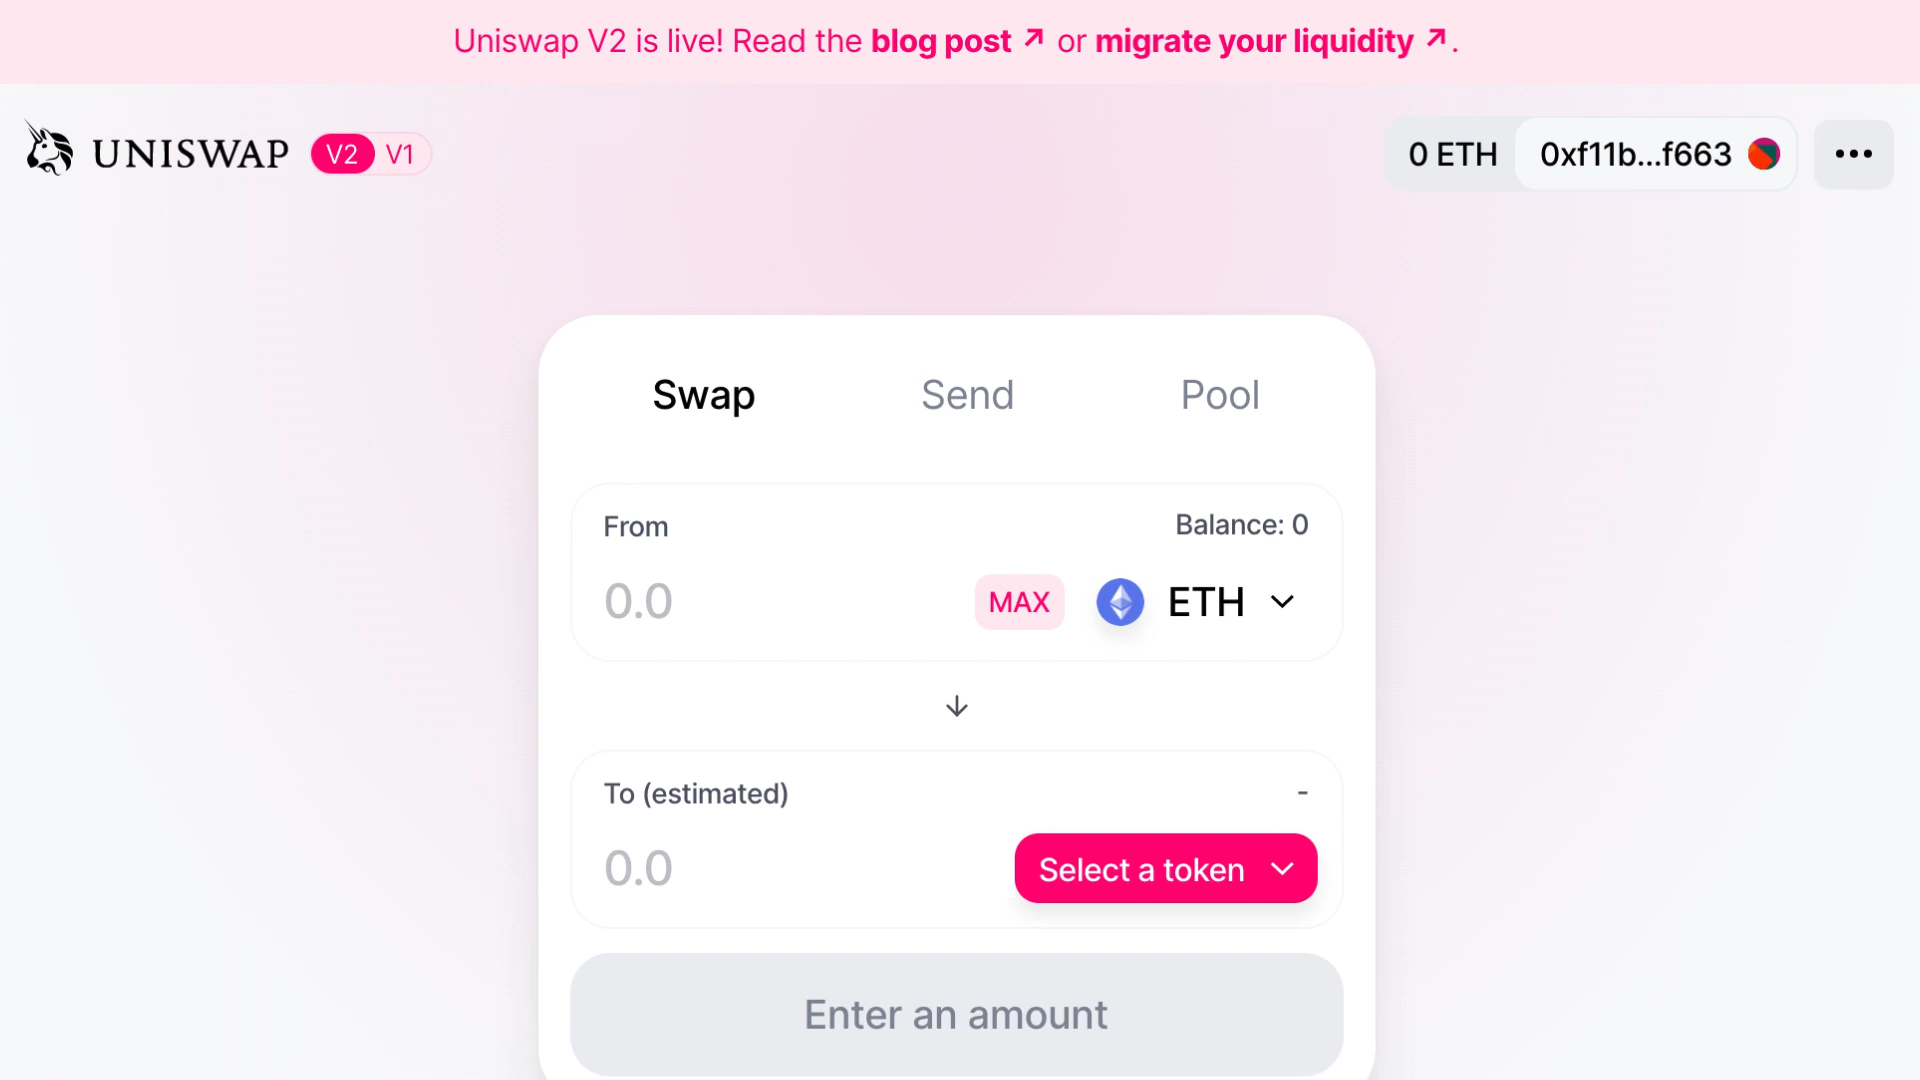 Uniswap V2 is live! Read the blog post ↗ or migrate your liquidity ↗.
UNISWAP V2 V1
0 ETH 0xf11b...f663
Swap Send Pool
From Balance: 0
0.0 MAX ETH
To (estimated) -
0.0 Select a token
Enter an amount